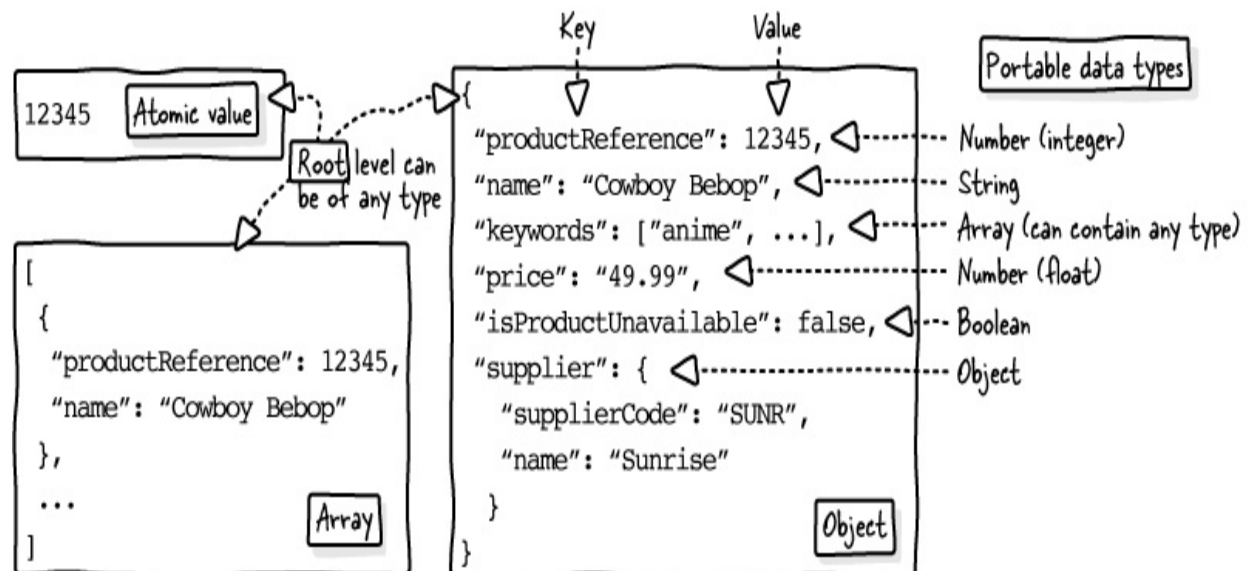 Key
Value
Portable data types
12345
Atomic value
Root level can
be of any type
[
{
“productReference”: 12345,
“name”: “Cowboy Bebop”
},
...
]
Array
{
“productReference”: 12345,
“name”: “Cowboy Bebop”,
“keywords”: ["anime”, ...],
“price”: “49.99”,
“isProductUnavailable”: false,
“supplier”: {
“supplierCode”: “SUNR”,
“name”: “Sunrise”
}
}
Object
Number (integer)
String
Array (can contain any type)
Number (float)
Boolean
Object